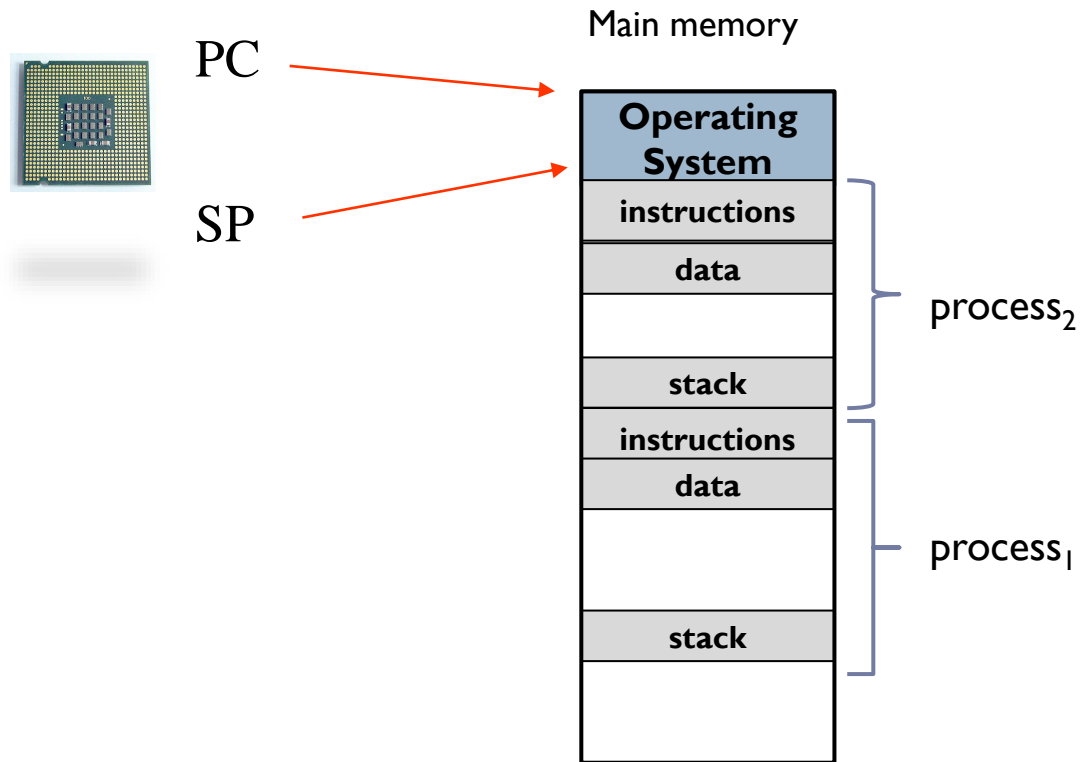 Main memory
PC
SP
Operating
System
instructions
data
stack
process₂
instructions
data
stack
process₁